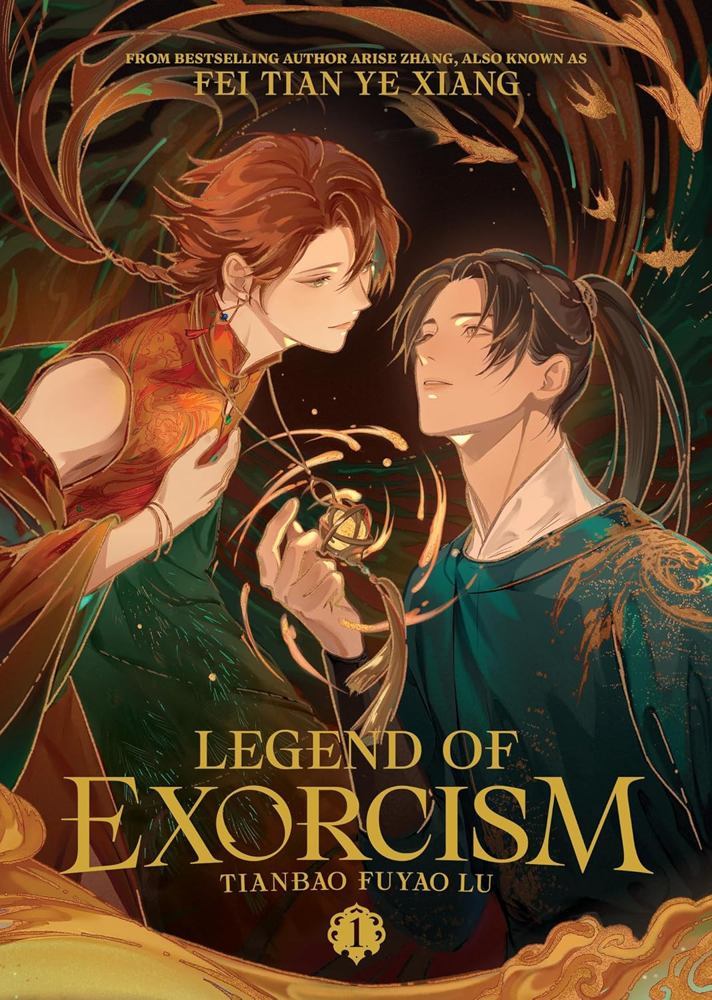 FROM BESTSELLING AUTHOR ARISE ZHANG, ALSO KNOWN AS
FEI TIAN YE XIANG
LEGEND OF
EXORCISM
TIANBAO FUYAO LU
1